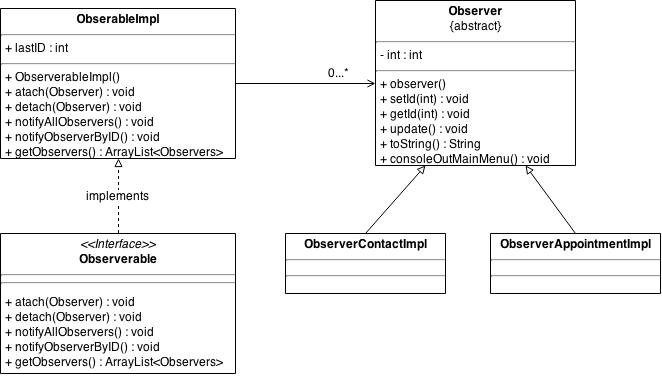 ObserableImpl
+ lastID : int
+ ObserverableImpl()
+ atach(Observer) : void
+ detach(Observer) : void
+ notifyAllObservers() : void
+ notifyObserverByID() : void
+ getObservers() : ArrayList<Observers>
Observer
{abstract}
- int : int
+ observer()
+ setId(int) : void
+ getId(int) : void
+ update() : void
+ toString() : String
+ consoleOutMainMenu() : void
0...*
implements
<<Interface>>
Observerable
+ atach(Observer) : void
+ detach(Observer) : void
+ notifyAllObservers() : void
+ notifyObserverByID() : void
+ getObservers() : ArrayList<Observers>
ObserverContactImpl
ObserverAppointmentImpl